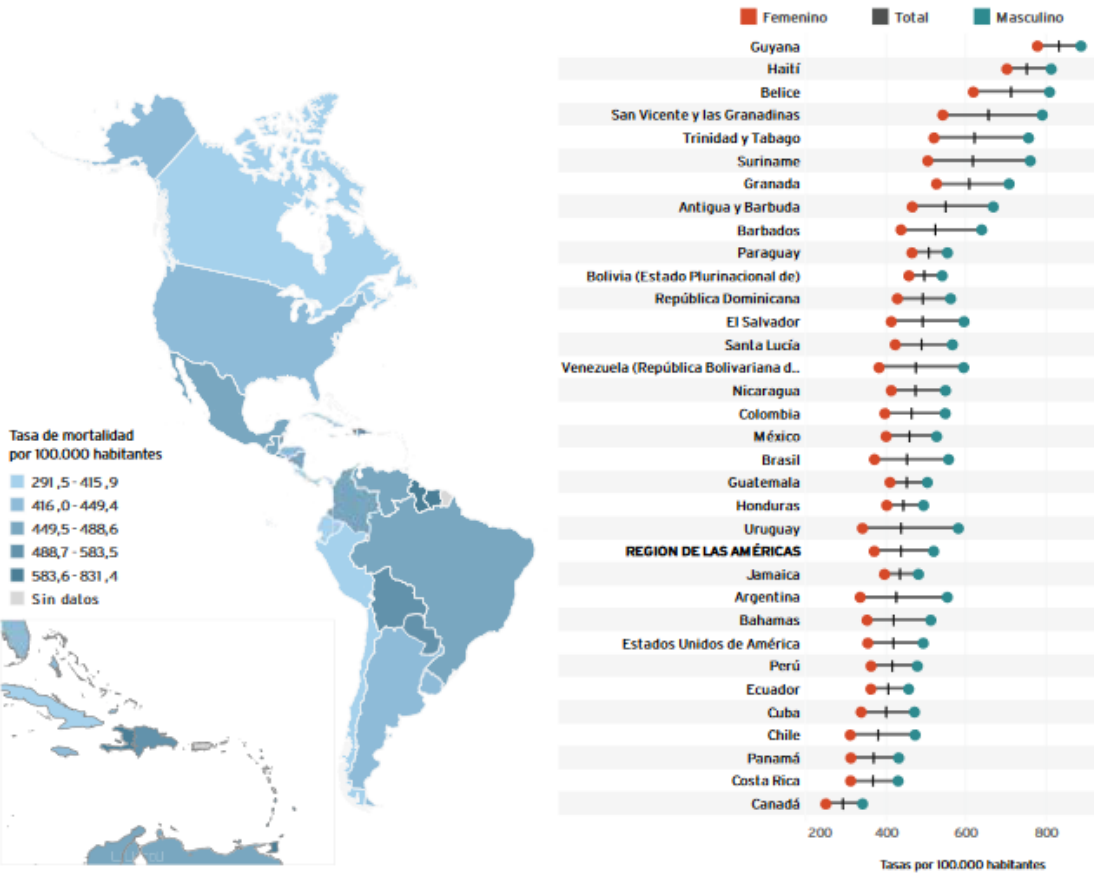 Femenino Total Masculino
Guyana
Haití
Belice
San Vicente y las Granadinas
Trinidad y Tabago
Suriname
Granada
Antigua y Barbuda
Barbados
Paraguay
Bolivia (Estado Plurinacional de)
República Dominicana
El Salvador
Santa Lucía
Venezuela (República Bolivariana d..
Nicaragua
Colombia
México
Brasil
Guatemala
Honduras
Uruguay
REGION DE LAS AMÉRICAS
Jamaica
Argentina
Bahamas
Estados Unidos de América
Perú
Ecuador
Cuba
Chile
Panamá
Costa Rica
Canadá
200 400 600 800
Tasas por 100.000 habitantes
Tasa de mortalidad
por 100.000 habitantes
291,5 - 415,9
416,0 - 449,4
449,5 - 488,6
488,7 - 583,5
583,6 - 831,4
Sin datos